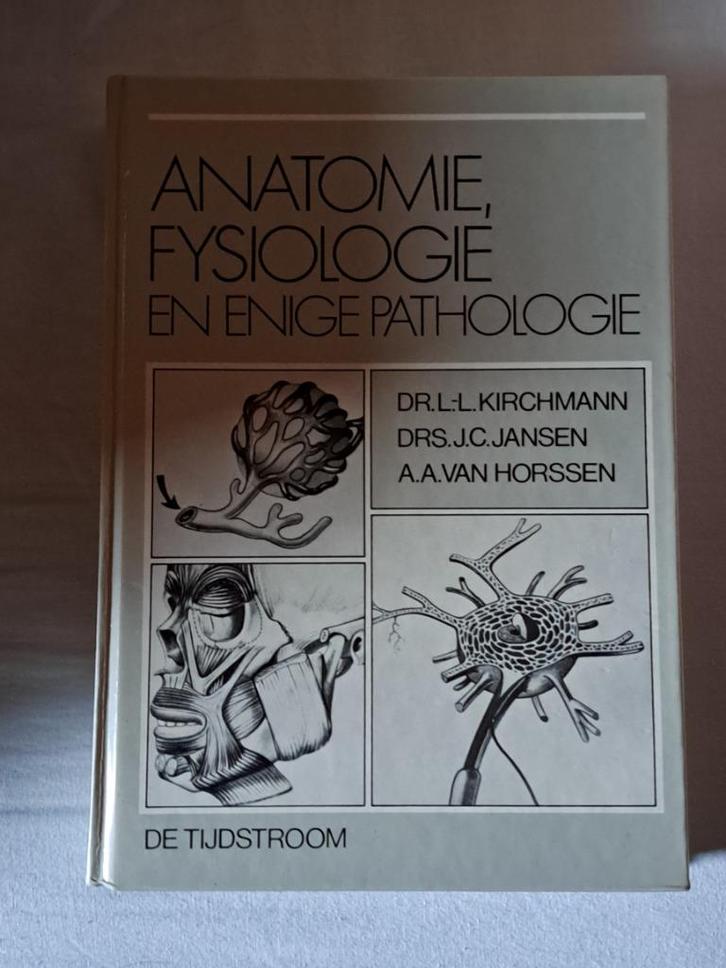 ANATOMIE,
FYSIOLOGIE
EN ENIGE PATHOLOGIE
DR.L.-L.KIRCHMANN
DRS.J.C.JANSEN
A.A.VAN HORSSEN
DE TIJDSTROOM